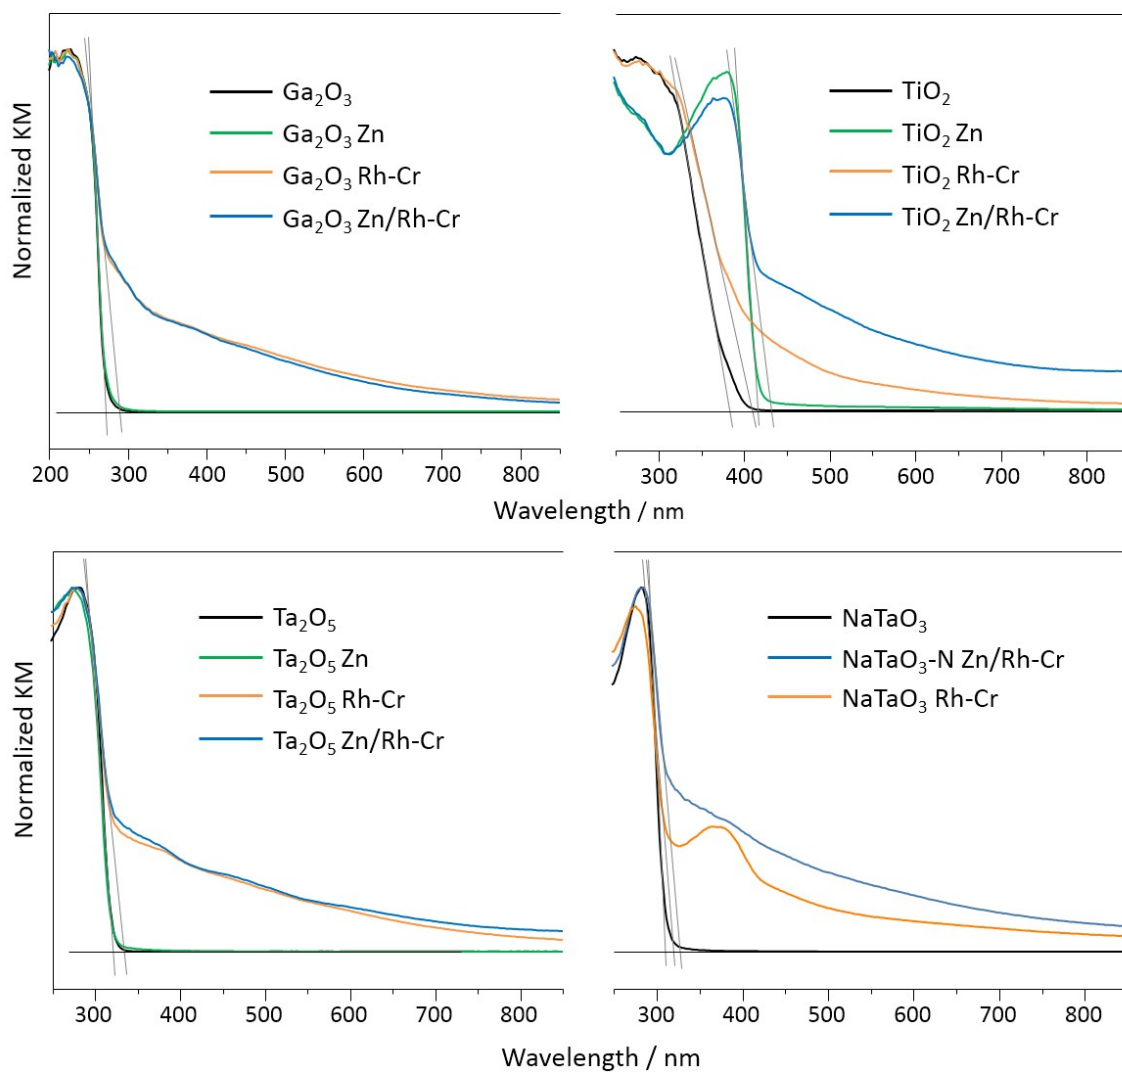 Normalized KM
Ga₂O₃
Ga₂O₃ Zn
Ga₂O₃ Rh-Cr
Ga₂O₃ Zn/Rh-Cr
200 300 400 500 600 700 800
TiO₂
TiO₂ Zn
TiO₂ Rh-Cr
TiO₂ Zn/Rh-Cr
300 400 500 600 700 800
Wavelength / nm
Normalized KM
Ta₂O₅
Ta₂O₅ Zn
Ta₂O₅ Rh-Cr
Ta₂O₅ Zn/Rh-Cr
300 400 500 600 700 800
NaTaO₃
NaTaO₃-N Zn/Rh-Cr
NaTaO₃ Rh-Cr
300 400 500 600 700 800
Wavelength / nm